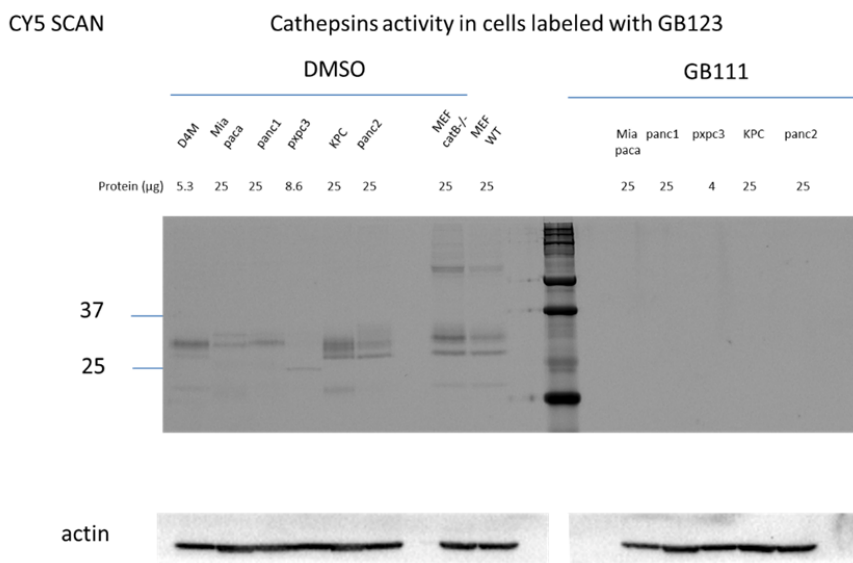 CY5 SCAN
Cathepsins activity in cells labeled with GB123
DMSO
GB111
D4M
Mia
paca
panc1
pxpc3
KPC
panc2
MEF
catB-/-
MEF
WT
Mia
paca
panc1
pxpc3
KPC
panc2
Protein (μg) 5.3 25 25 8.6 25 25 25 25 25 25 4 25 25
37
25
actin